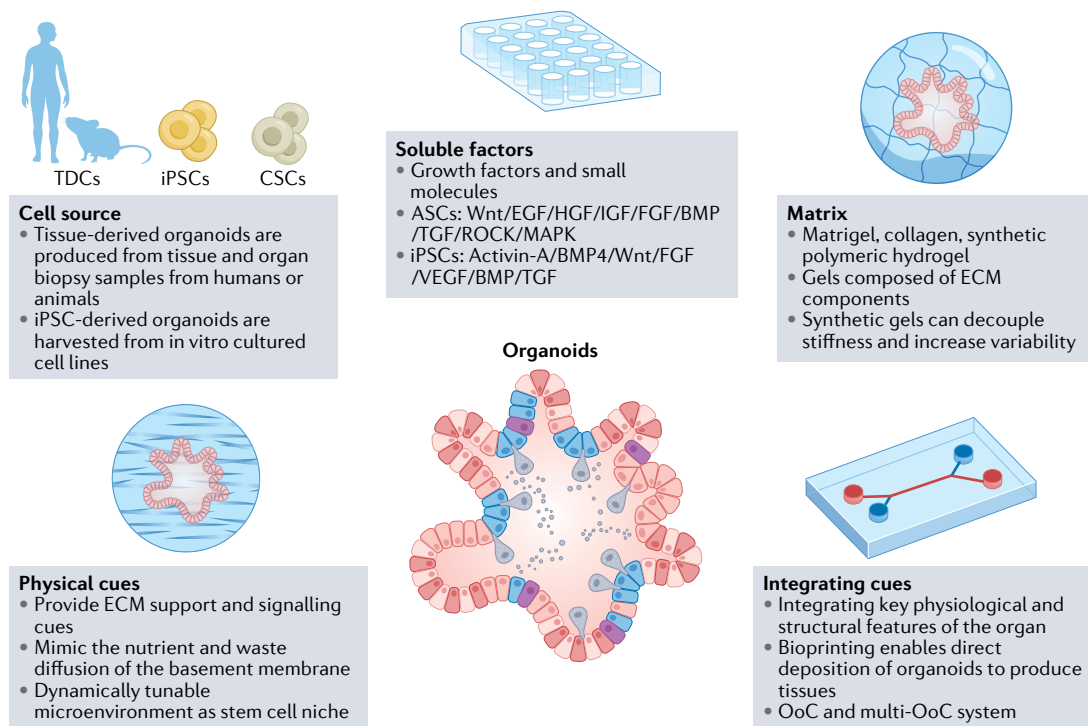 TDCs
iPSCs
CSCs
Cell source
• Tissue-derived organoids are
produced from tissue and organ
biopsy samples from humans or
animals
• iPSC-derived organoids are
harvested from in vitro cultured
cell lines
Soluble factors
• Growth factors and small
molecules
• ASCs: Wnt/EGF/HGF/IGF/FGF/BMP
/TGF/ROCK/MAPK
• iPSCs: Activin-A/BMP4/Wnt/FGF
/VEGF/BMP/TGF
Matrix
• Matrigel, collagen, synthetic
polymeric hydrogel
• Gels composed of ECM
components
• Synthetic gels can decouple
stiffness and increase variability
Organoids
Physical cues
• Provide ECM support and signalling
cues
• Mimic the nutrient and waste
diffusion of the basement membrane
• Dynamically tunable
microenvironment as stem cell niche
Integrating cues
• Integrating key physiological and
structural features of the organ
• Bioprinting enables direct
deposition of organoids to produce
tissues
• OoC and multi-OoC system